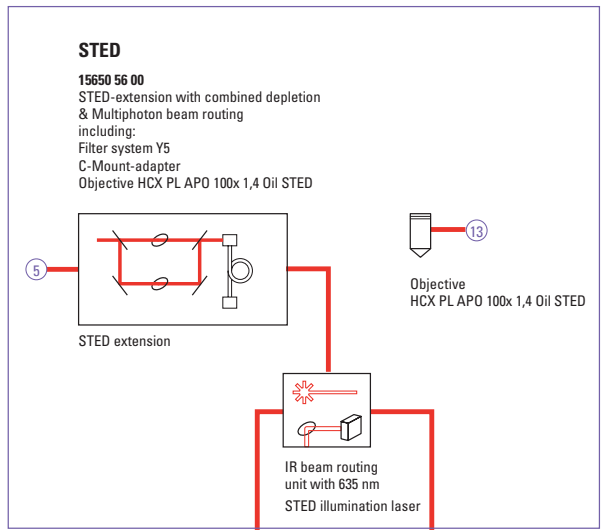 STED
15650 56 00
STED-extension with combined depletion
& Multiphoton beam routing
including:
Filter system Y5
C-Mount-adapter
Objective HCX PL APO 100x 1,4 Oil STED
5
13
Objective
HCX PL APO 100x 1,4 Oil STED
STED extension
IR beam routing
unit with 635 nm
STED illumination laser